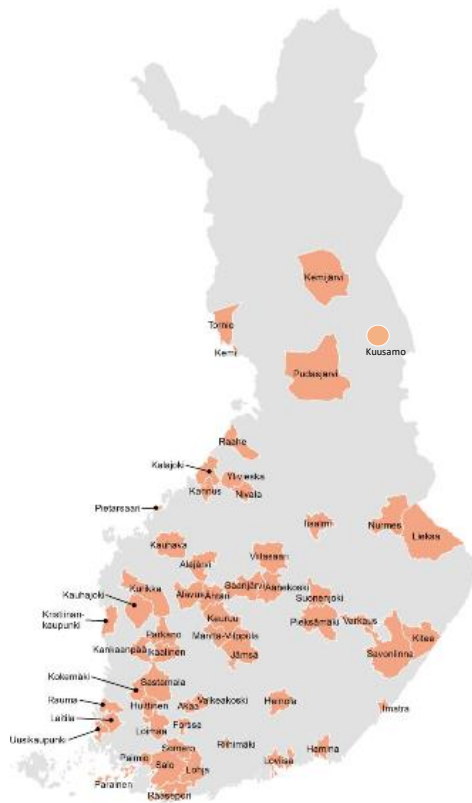 Kemijärvi
Tornio
Kuusamo
Kemi
Pudasjärvi
Raahe
Kalajoki
Ylivieska
Kannus
Nivala
Pietarsaari
Iisalmi
Nurmes
Lieksa
Kauhava
Viitasaari
Alajärvi
Saarijärvi
Äänekoski
Kurikka
Alavus
Ähtäri
Suonenjoki
Kauhajoki
Kristiinan-
kaupunki
Keuruu
Pieksämäki
Varkaus
Parkano
Mänttä-Vilppula
Kitee
Kankaanpää
Ikaalinen
Jämsä
Savonlinna
Kokemäki
Sastamala
Rauma
Huittinen
Akaa
Valkeakoski
Heinola
Imatra
Laitila
Loimaa
Forssa
Uusikaupunki
Somero
Riihimäki
Hamina
Paimio
Salo
Lohja
Loviisa
Parainen
Raasepori